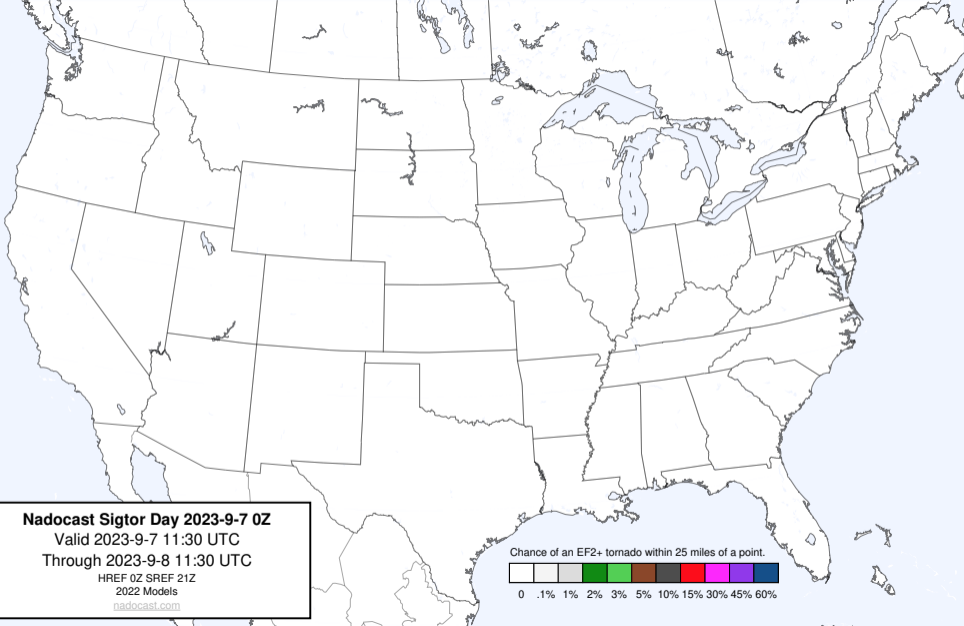 Nadocast Sigtor Day 2023-9-7 0Z
Valid 2023-9-7 11:30 UTC
Through 2023-9-8 11:30 UTC
HREF 0Z SREF 21Z
2022 Models
nadocast.com
Chance of an EF2+ tornado within 25 miles of a point.
0 .1% 1% 2% 3% 5% 10% 15% 30% 45% 60%